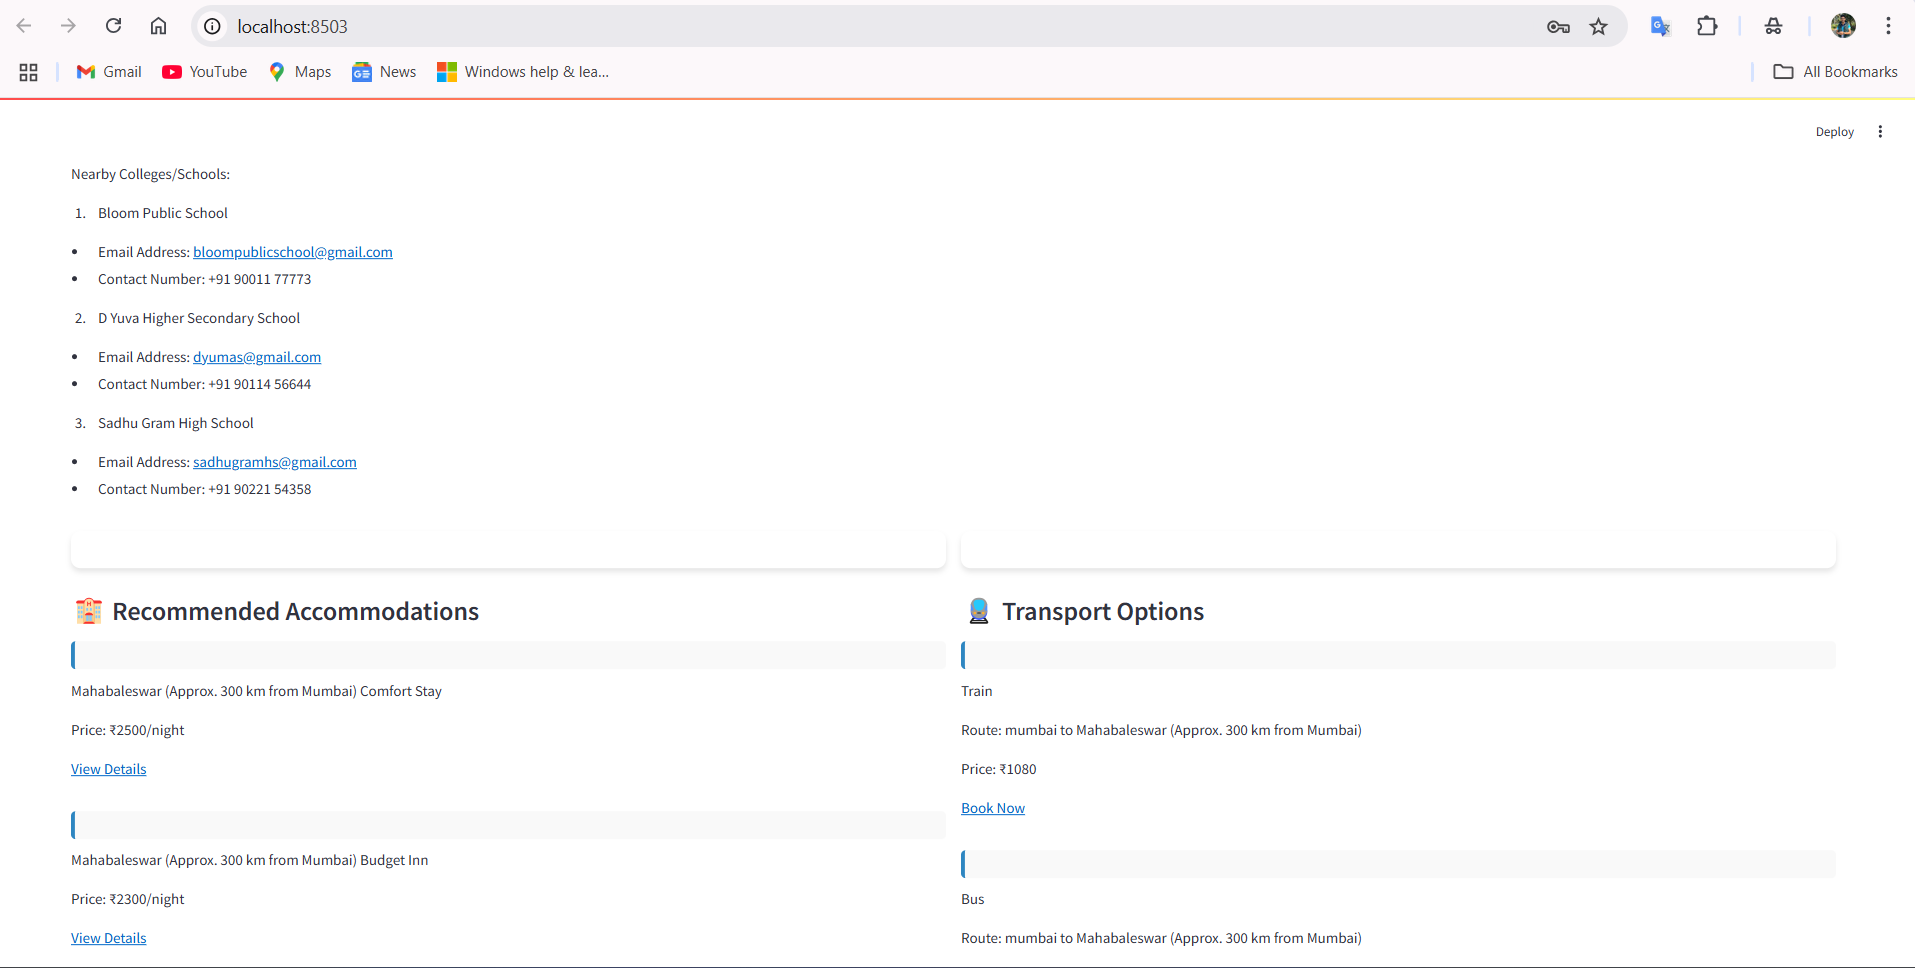 localhost:8503
Gmail
YouTube
Maps
News
Windows help & lea...
All Bookmarks
Deploy
Nearby Colleges/Schools:
1. Bloom Public School
• Email Address: bloompublicschool@gmail.com
• Contact Number: +91 90011 77773
2. D Yuva Higher Secondary School
• Email Address: dyumas@gmail.com
• Contact Number: +91 90114 56644
3. Sadhu Gram High School
• Email Address: sadhugramhs@gmail.com
• Contact Number: +91 90221 54358
Recommended Accommodations
Mahabaleswar (Approx. 300 km from Mumbai) Comfort Stay
Price: ₹2500/night
View Details
Mahabaleswar (Approx. 300 km from Mumbai) Budget Inn
Price: ₹2300/night
View Details
Transport Options
Train
Route: mumbai to Mahabaleswar (Approx. 300 km from Mumbai)
Price: ₹1080
Book Now
Bus
Route: mumbai to Mahabaleswar (Approx. 300 km from Mumbai)